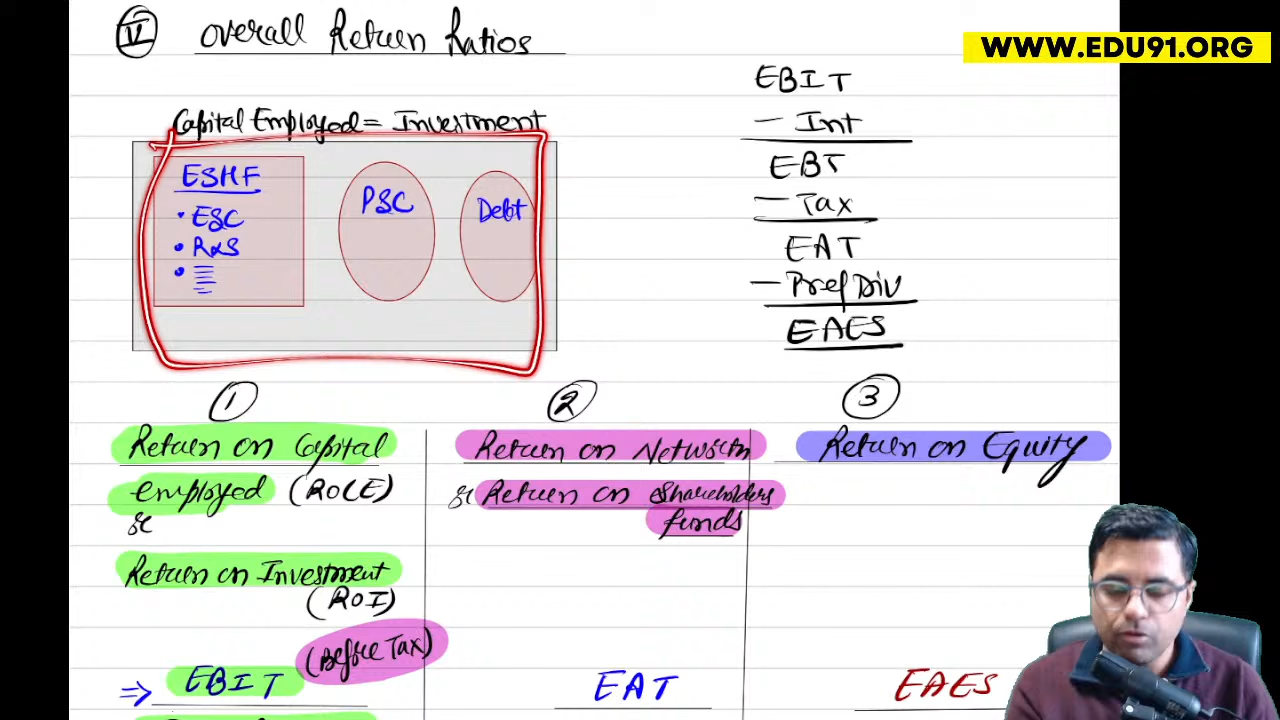 V Overall Return Ratios
WWW.EDU91.ORG
Capital Employed = Investment
ESHF
• ESC
• R&S
•
PSC
Debt
EBIT
- Int
EBT
- Tax
EAT
- Pref Div
EAES
1
2
3
Return on Capital
employed (ROCE)
or
Return on Investment
(ROI)
(Before Tax)
⇒ EBIT
Return on Networth
or Return on shareholders
funds
EAT
Return on Equity
EAES